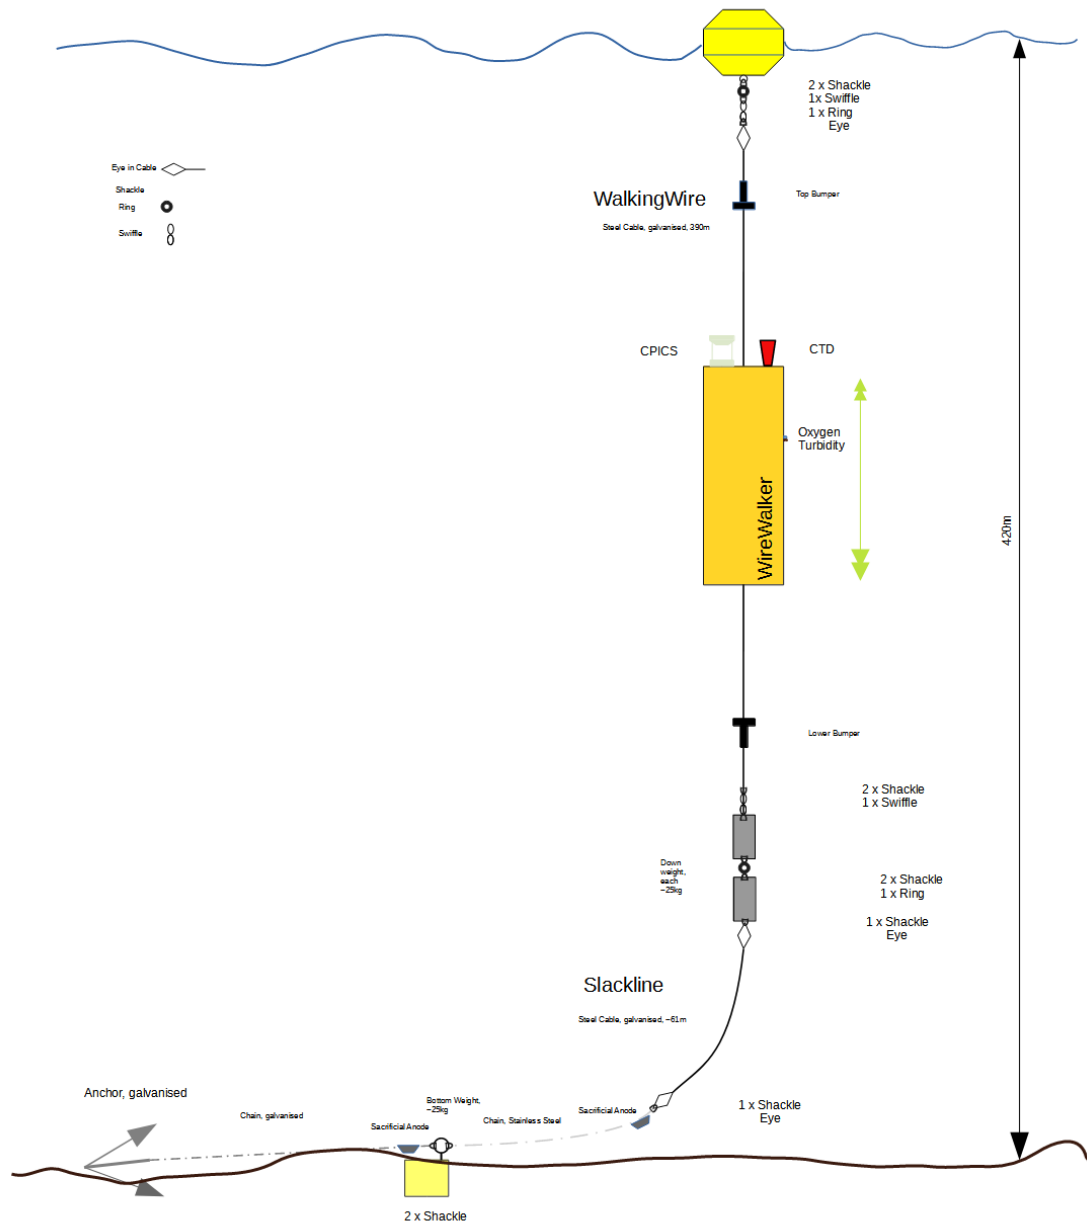 2 x Shackle
1x Swiffle
1 x Ring
Eye
Eye in Cable
Shackle
Ring
Swiffle
WalkingWire
Steel Cable, galvanised, 390m
Top Bumper
CPICS
CTD
Oxygen
Turbidity
WireWalker
420m
Lower Bumper
2 x Shackle
1 x Swiffle
Down
weight,
each
~25kg
2 x Shackle
1 x Ring
1 x Shackle
Eye
Slackline
Steel Cable, galvanised, ~61m
Anchor, galvanised
Chain, galvanised
Bottom Weight,
~25kg
Sacrificial Anode
Chain, Stainless Steel
Sacrificial Anode
1 x Shackle
Eye
2 x Shackle